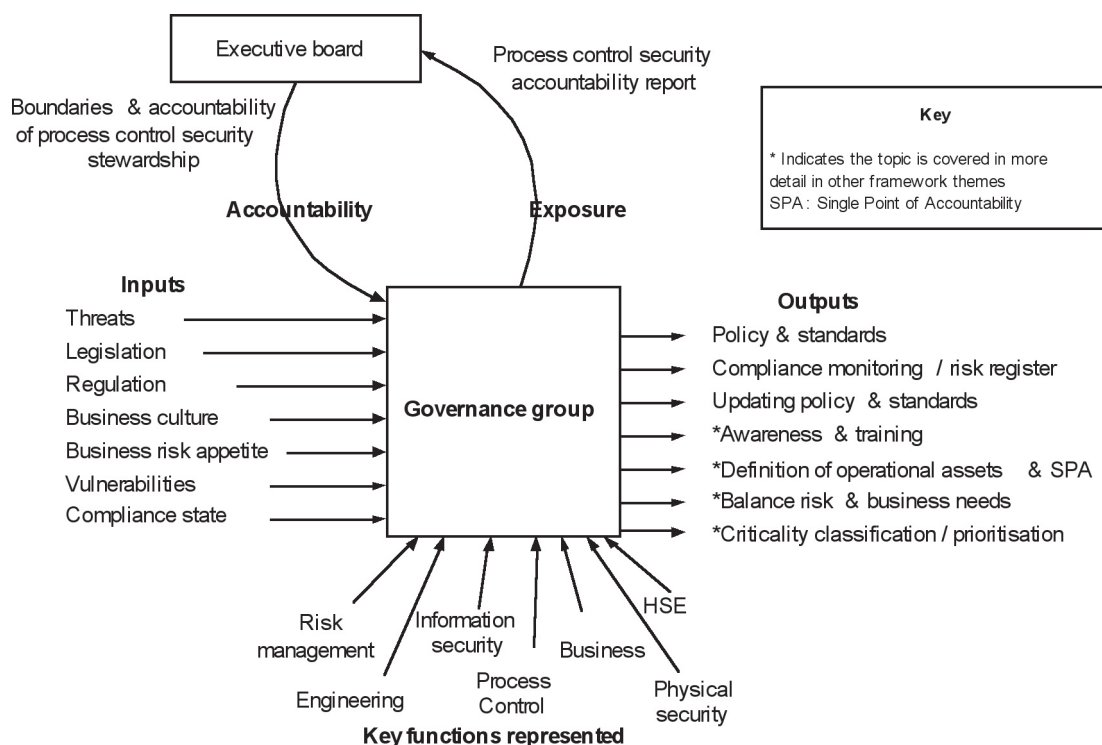 Executive board
Process control security
accountability report
Boundaries & accountability
of process control security
stewardship
Key
* Indicates the topic is covered in more
detail in other framework themes
SPA : Single Point of Accountability
Accountability
Exposure
Inputs
Threats
Legislation
Regulation
Business culture
Business risk appetite
Vulnerabilities
Compliance state
Governance group
Outputs
Policy & standards
Compliance monitoring / risk register
Updating policy & standards
*Awareness & training
*Definition of operational assets & SPA
*Balance risk & business needs
*Criticality classification / prioritisation
Risk
management
Engineering
Information
security
Process
Control
Business
HSE
Physical
security
Key functions represented